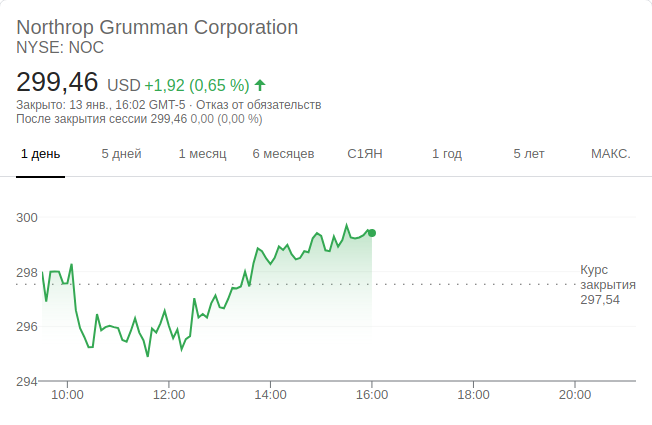 Northrop Grumman Corporation
NYSE: NOC
299,46 USD +1,92 (0,65 %)
Закрыто: 13 янв., 16:02 GMT-5 · Отказ от обязательств
После закрытия сессии 299,46 0,00 (0,00 %)
1 день 5 дней 1 месяц 6 месяцев С1ЯН 1 год 5 лет МАКС.
300
298
Курс
закрытия
297,54
296
294
10:00 12:00 14:00 16:00 18:00 20:00